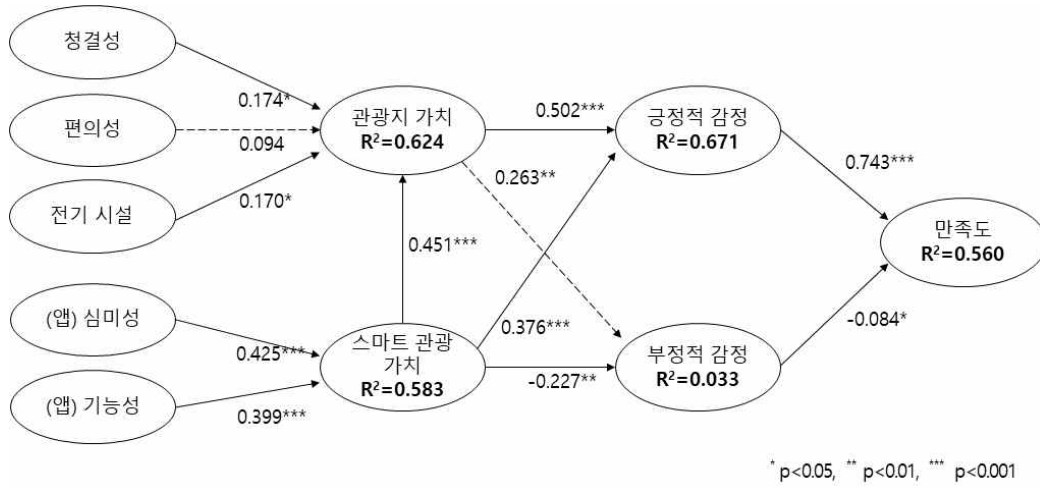 청결성
편의성
전기 시설
(앱) 심미성
(앱) 기능성
0.174*
0.094
0.170*
0.425***
0.399***
관광지 가치
R²=0.624
0.451***
스마트 관광
가치
R²=0.583
0.502***
0.263**
0.376***
-0.227**
긍정적 감정
R²=0.671
부정적 감정
R²=0.033
0.743***
-0.084*
만족도
R²=0.560
* p<0.05, ** p<0.01, *** p<0.001